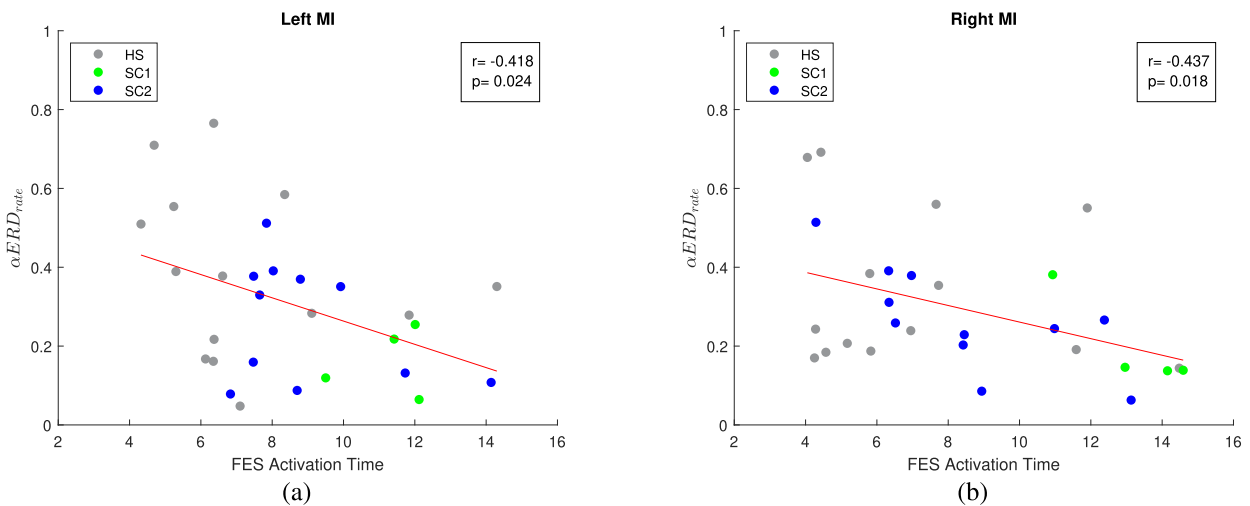 Left MI
HS
SC1
SC2
r= -0.418
p= 0.024
1
0.8
0.6
0.4
0.2
0
αERD_rate
2 4 6 8 10 12 14 16
FES Activation Time
(a)
Right MI
HS
SC1
SC2
r= -0.437
p= 0.018
1
0.8
0.6
0.4
0.2
0
αERD_rate
2 4 6 8 10 12 14 16
FES Activation Time
(b)